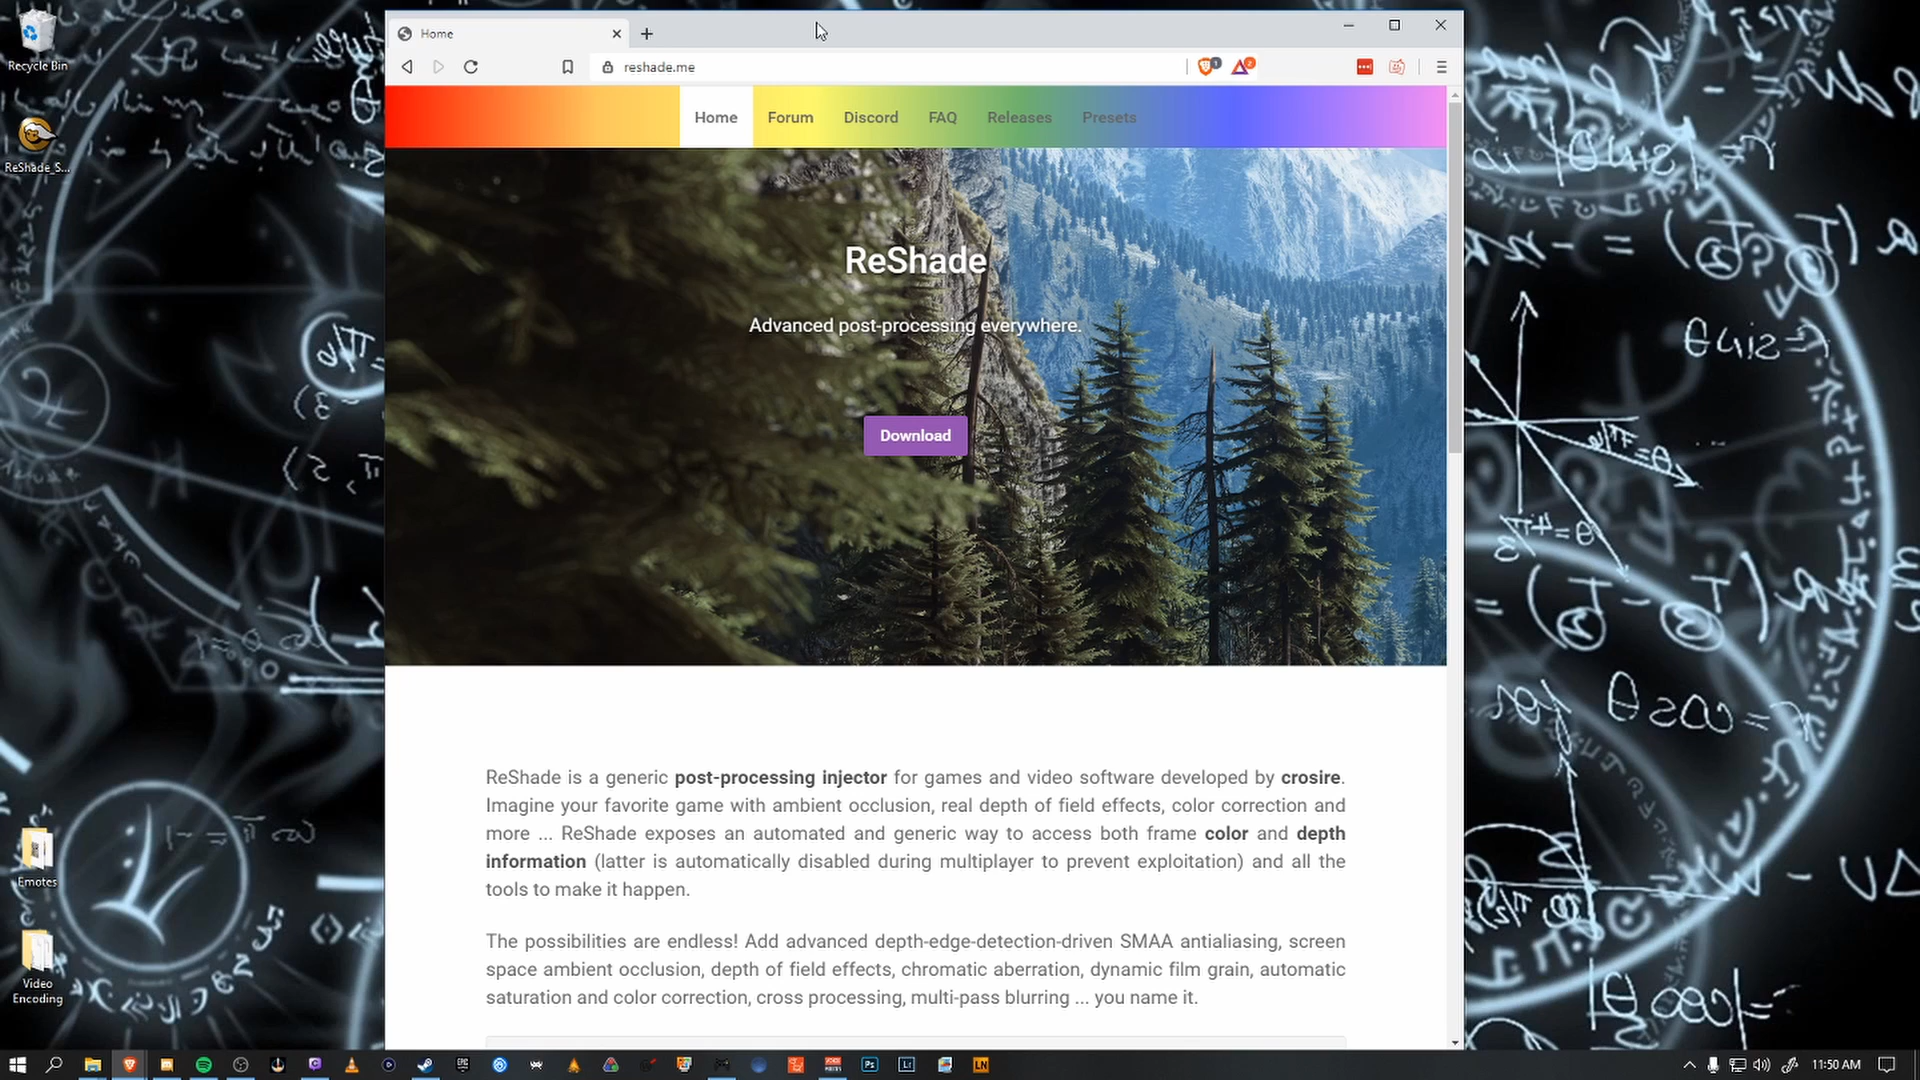 Home
reshade.me
1
2
Home
Forum
Discord
FAQ
Releases
Presets
ReShade
Advanced post-processing everywhere.
Download
ReShade is a generic post-processing injector for games and video software developed by crosire.
Imagine your favorite game with ambient occlusion, real depth of field effects, color correction and
more ... ReShade exposes an automated and generic way to access both frame color and depth
information (latter is automatically disabled during multiplayer to prevent exploitation) and all the
tools to make it happen.
The possibilities are endless! Add advanced depth-edge-detection-driven SMAA antialiasing, screen
space ambient occlusion, depth of field effects, chromatic aberration, dynamic film grain, automatic
saturation and color correction, cross processing, multi-pass blurring ... you name it.
Recycle Bin
ReShade_S...
Emotes
Video
Encoding
EPIC
Ps
Lr
LN
11:50 AM